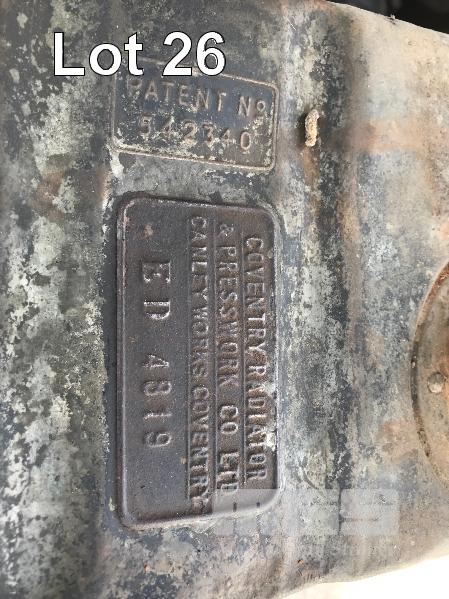 Lot 26
PATENT No
542340
COVENTRY RADIATOR
& PRESSWORK CO LTD
CANLEY WORKS COVENTRY.
ED 4819